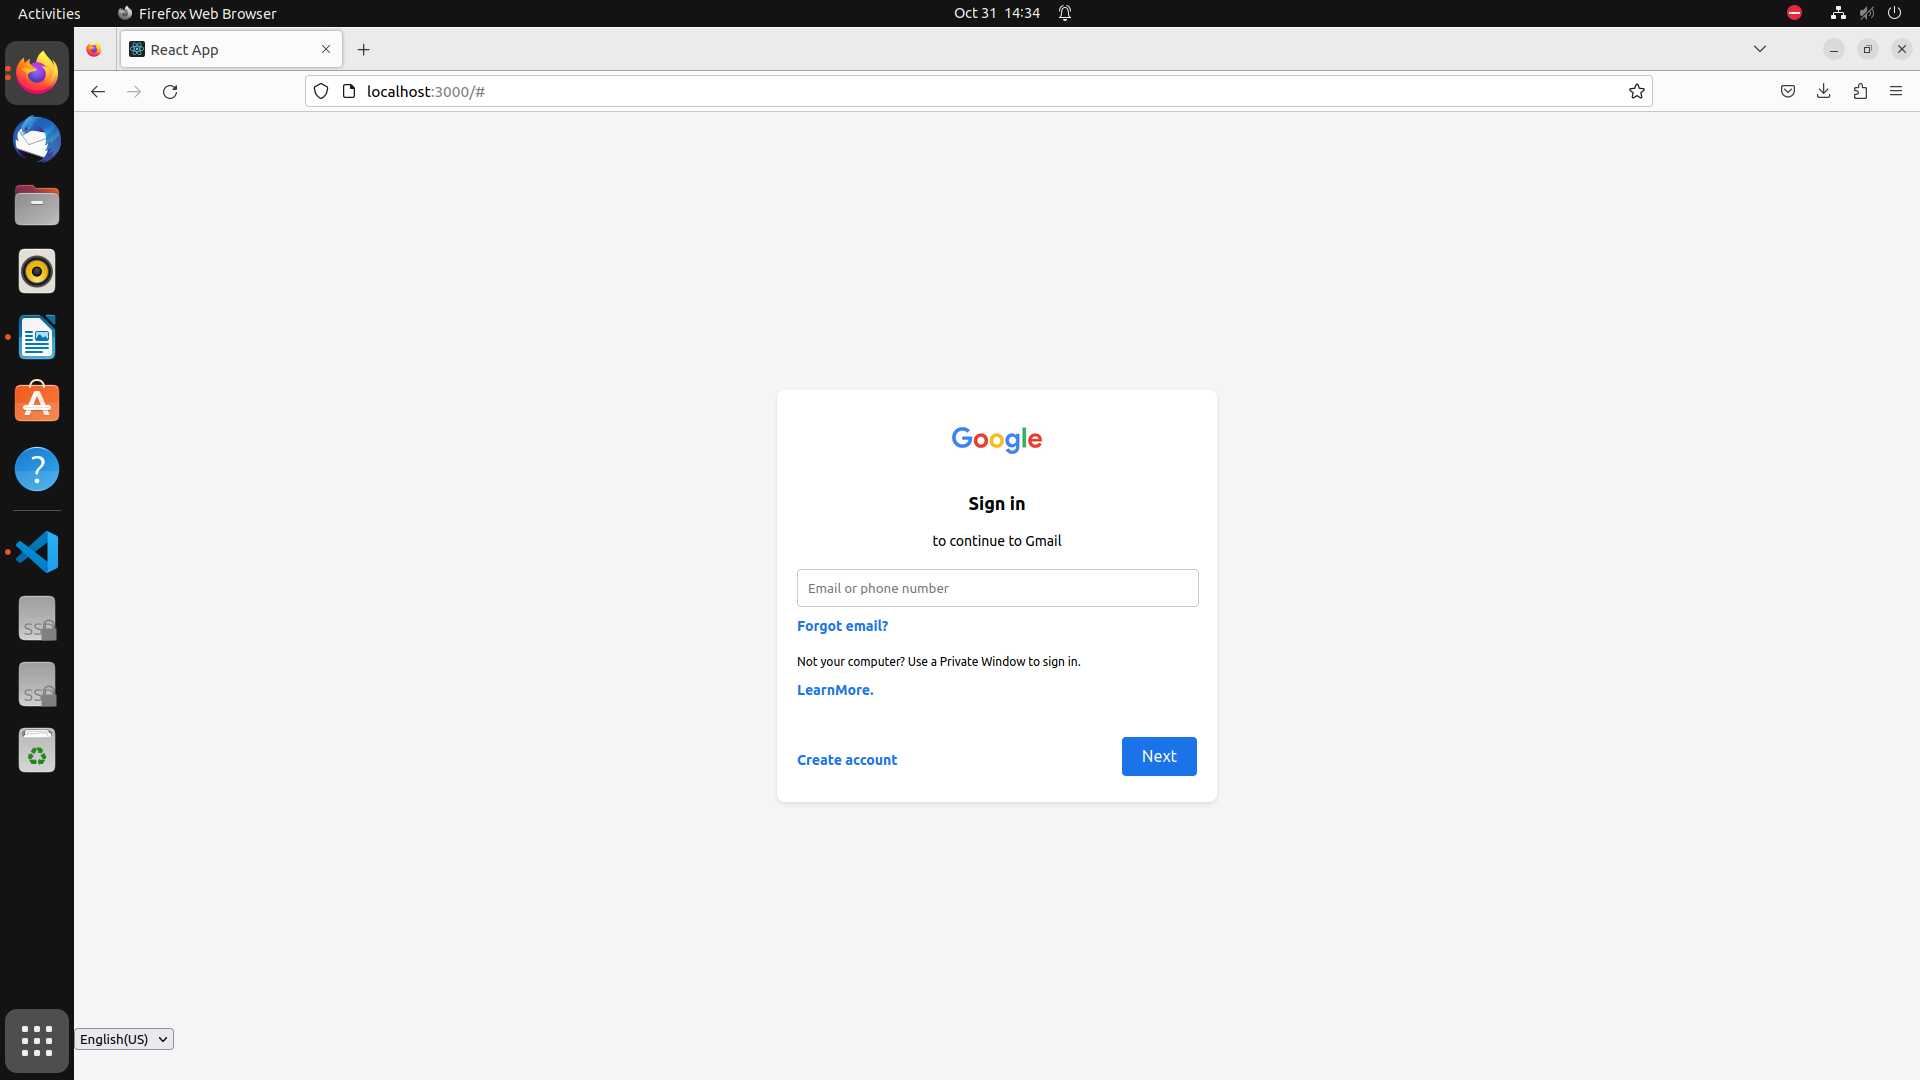 Activities
Firefox Web Browser
Oct 31 14:34
React App
localhost:3000/#
Google
Sign in
to continue to Gmail
Email or phone number
Forgot email?
Not your computer? Use a Private Window to sign in.
LearnMore.
Create account
Next
English(US)